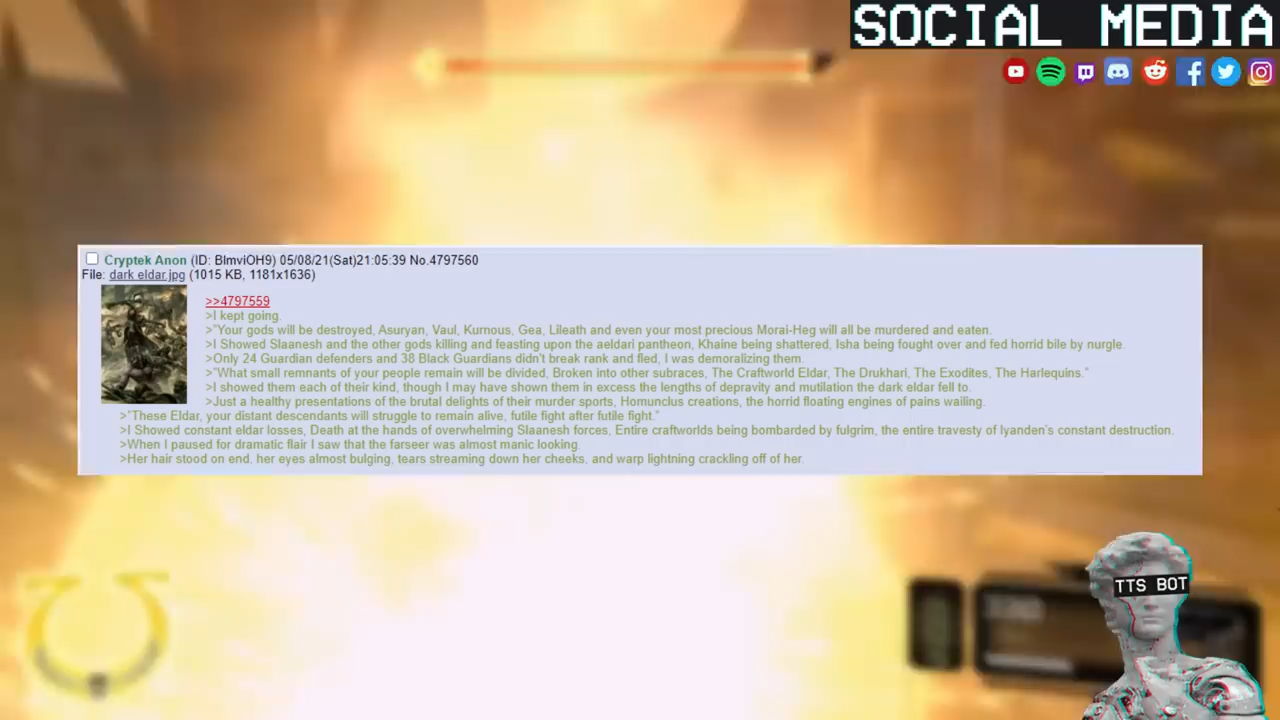 SOCIAL MEDIA
Cryptek Anon (ID: BlmviOH9) 05/08/21(Sat)21:05:39 No.4797560
File: dark eldar.jpg (1015 KB, 1181x1636)
>>4797559
>I kept going.
>"Your gods will be destroyed, Asuryan, Vaul, Kurnous, Gea, Lileath and even your most precious Morai-Heg will all be murdered and eaten.
>I Showed Slaanesh and the other gods killing and feasting upon the aeldari pantheon, Khaine being shattered, Isha being fought over and fed horrid bile by nurgle.
>Only 24 Guardian defenders and 38 Black Guardians didn't break rank and fled, I was demoralizing them.
>"What small remnants of your people remain will be divided, Broken into other subraces, The Craftworld Eldar, The Drukhari, The Exodites, The Harlequins."
>I showed them each of their kind, though I may have shown them in excess the lengths of depravity and mutilation the dark eldar fell to.
>Just a healthy presentations of the brutal delights of their murder sports, Homunclus creations, the horrid floating engines of pains wailing.
>"These Eldar, your distant descendants will struggle to remain alive, futile fight after futile fight."
>I Showed constant eldar losses, Death at the hands of overwhelming Slaanesh forces, Entire craftworlds being bombarded by fulgrim, the entire travesty of Iyanden's constant destruction.
>When I paused for dramatic flair I saw that the farseer was almost manic looking.
>Her hair stood on end, her eyes almost bulging, tears streaming down her cheeks, and warp lightning crackling off of her.
TTS BOT